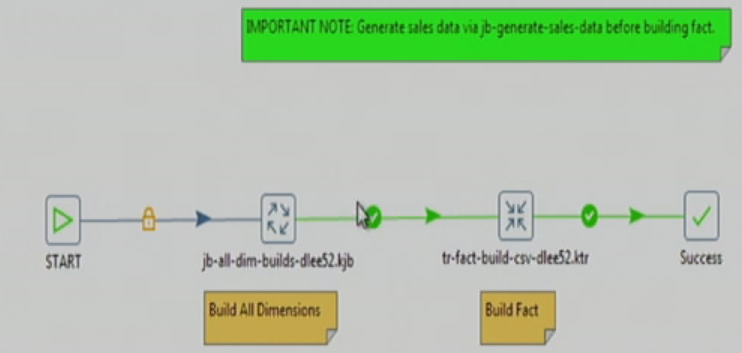 IMPORTANT NOTE: Generate sales data via jb-generate-sales-data before building fact.
START
jb-all-dim-builds-dlee52.kjb
tr-fact-build-csv-dlee52.ktr
Success
Build All Dimensions
Build Fact